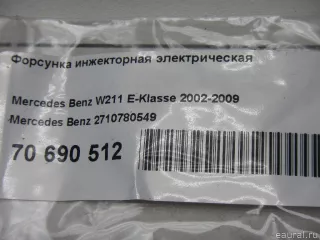 Форсунка инжекторная электрическая
Mercedes Benz W211 E-Klasse 2002-2009
Mercedes Benz 2710780549
70 690 512
eaural.ru